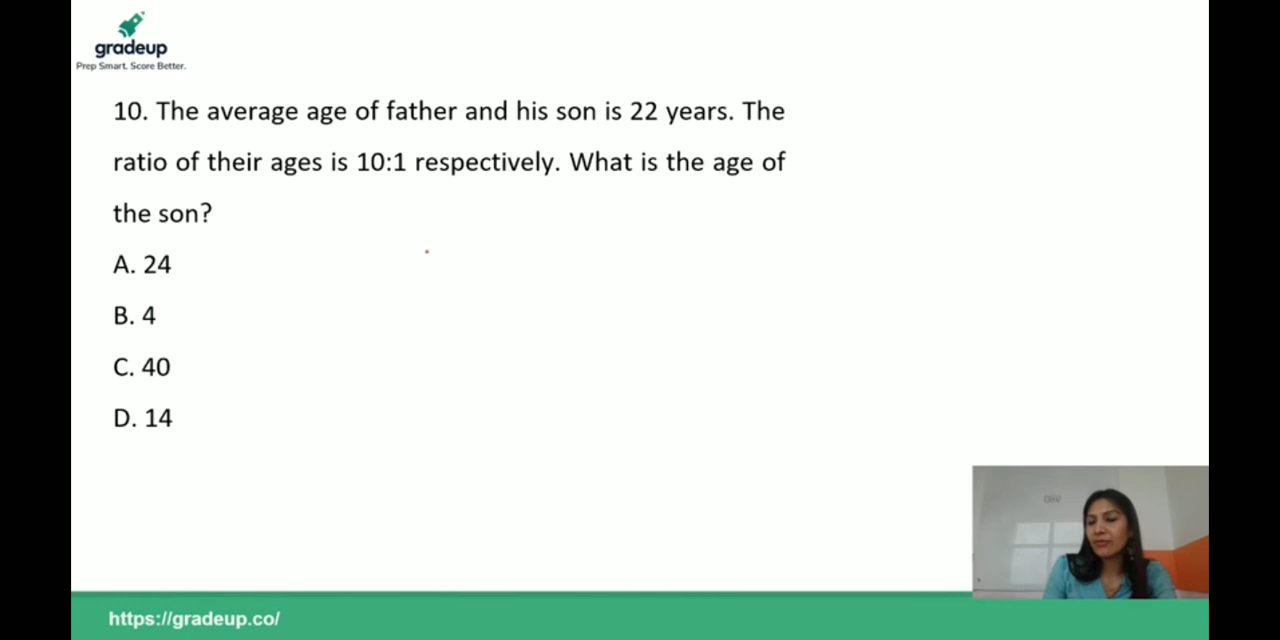 gradeup
Prep Smart. Score Better.
10. The average age of father and his son is 22 years. The
ratio of their ages is 10:1 respectively. What is the age of
the son?
A. 24
B. 4
C. 40
D. 14
https://gradeup.co/